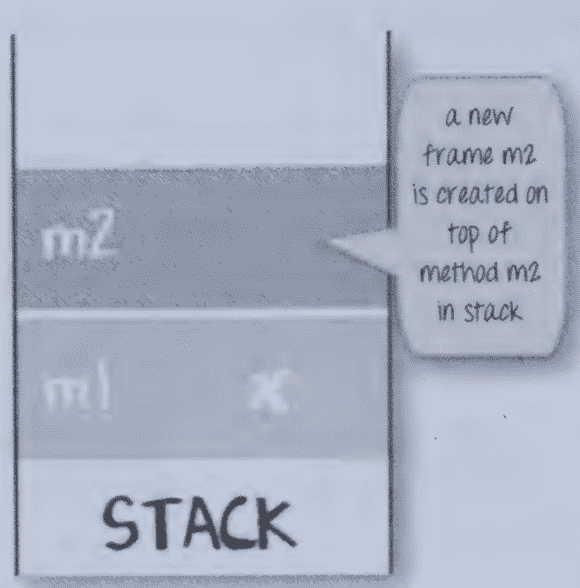 a new
frame m2
is created on
top of
method m2
in stack
m2
m1 x
STACK